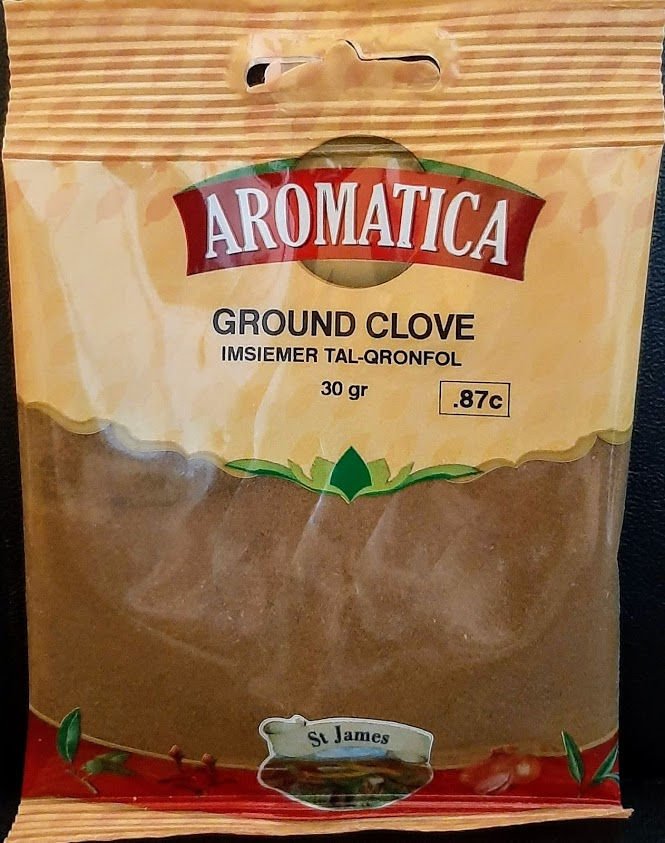 AROMATICA
GROUND CLOVE
IMSIEMER TAL-QRONFOL
30 gr
.87c
St James